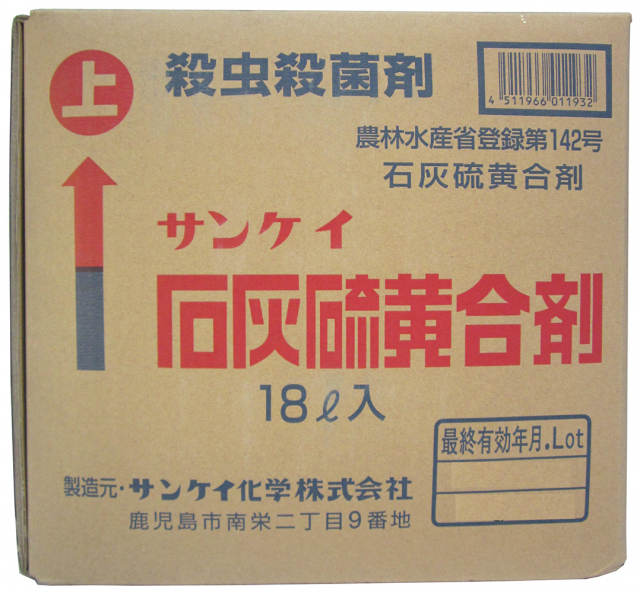 上
殺虫殺菌剤
4 511966 011932
農林水産省登録第142号
石灰硫黄合剤
サンケイ
石灰硫黄合剤
18ℓ入
最終有効年月.Lot
製造元・サンケイ化学株式会社
鹿児島市南栄二丁目9番地